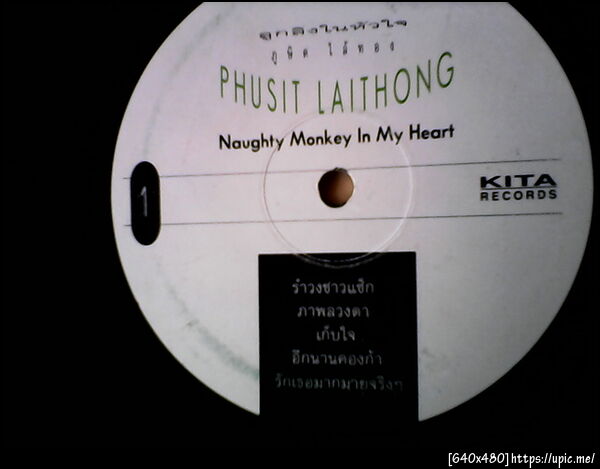 ลูกลิงในหัวใจ
ภูษิต ไล้ทอง
PHUSIT LAITHONG
Naughty Monkey In My Heart
1
KITA
RECORDS
รำวงชาวแซ็ก
ภาพลวงตา
เก็บใจ
อีกนานคองก้า
รักเธอมากมายจริงๆ
[640x480]https://upic.me/